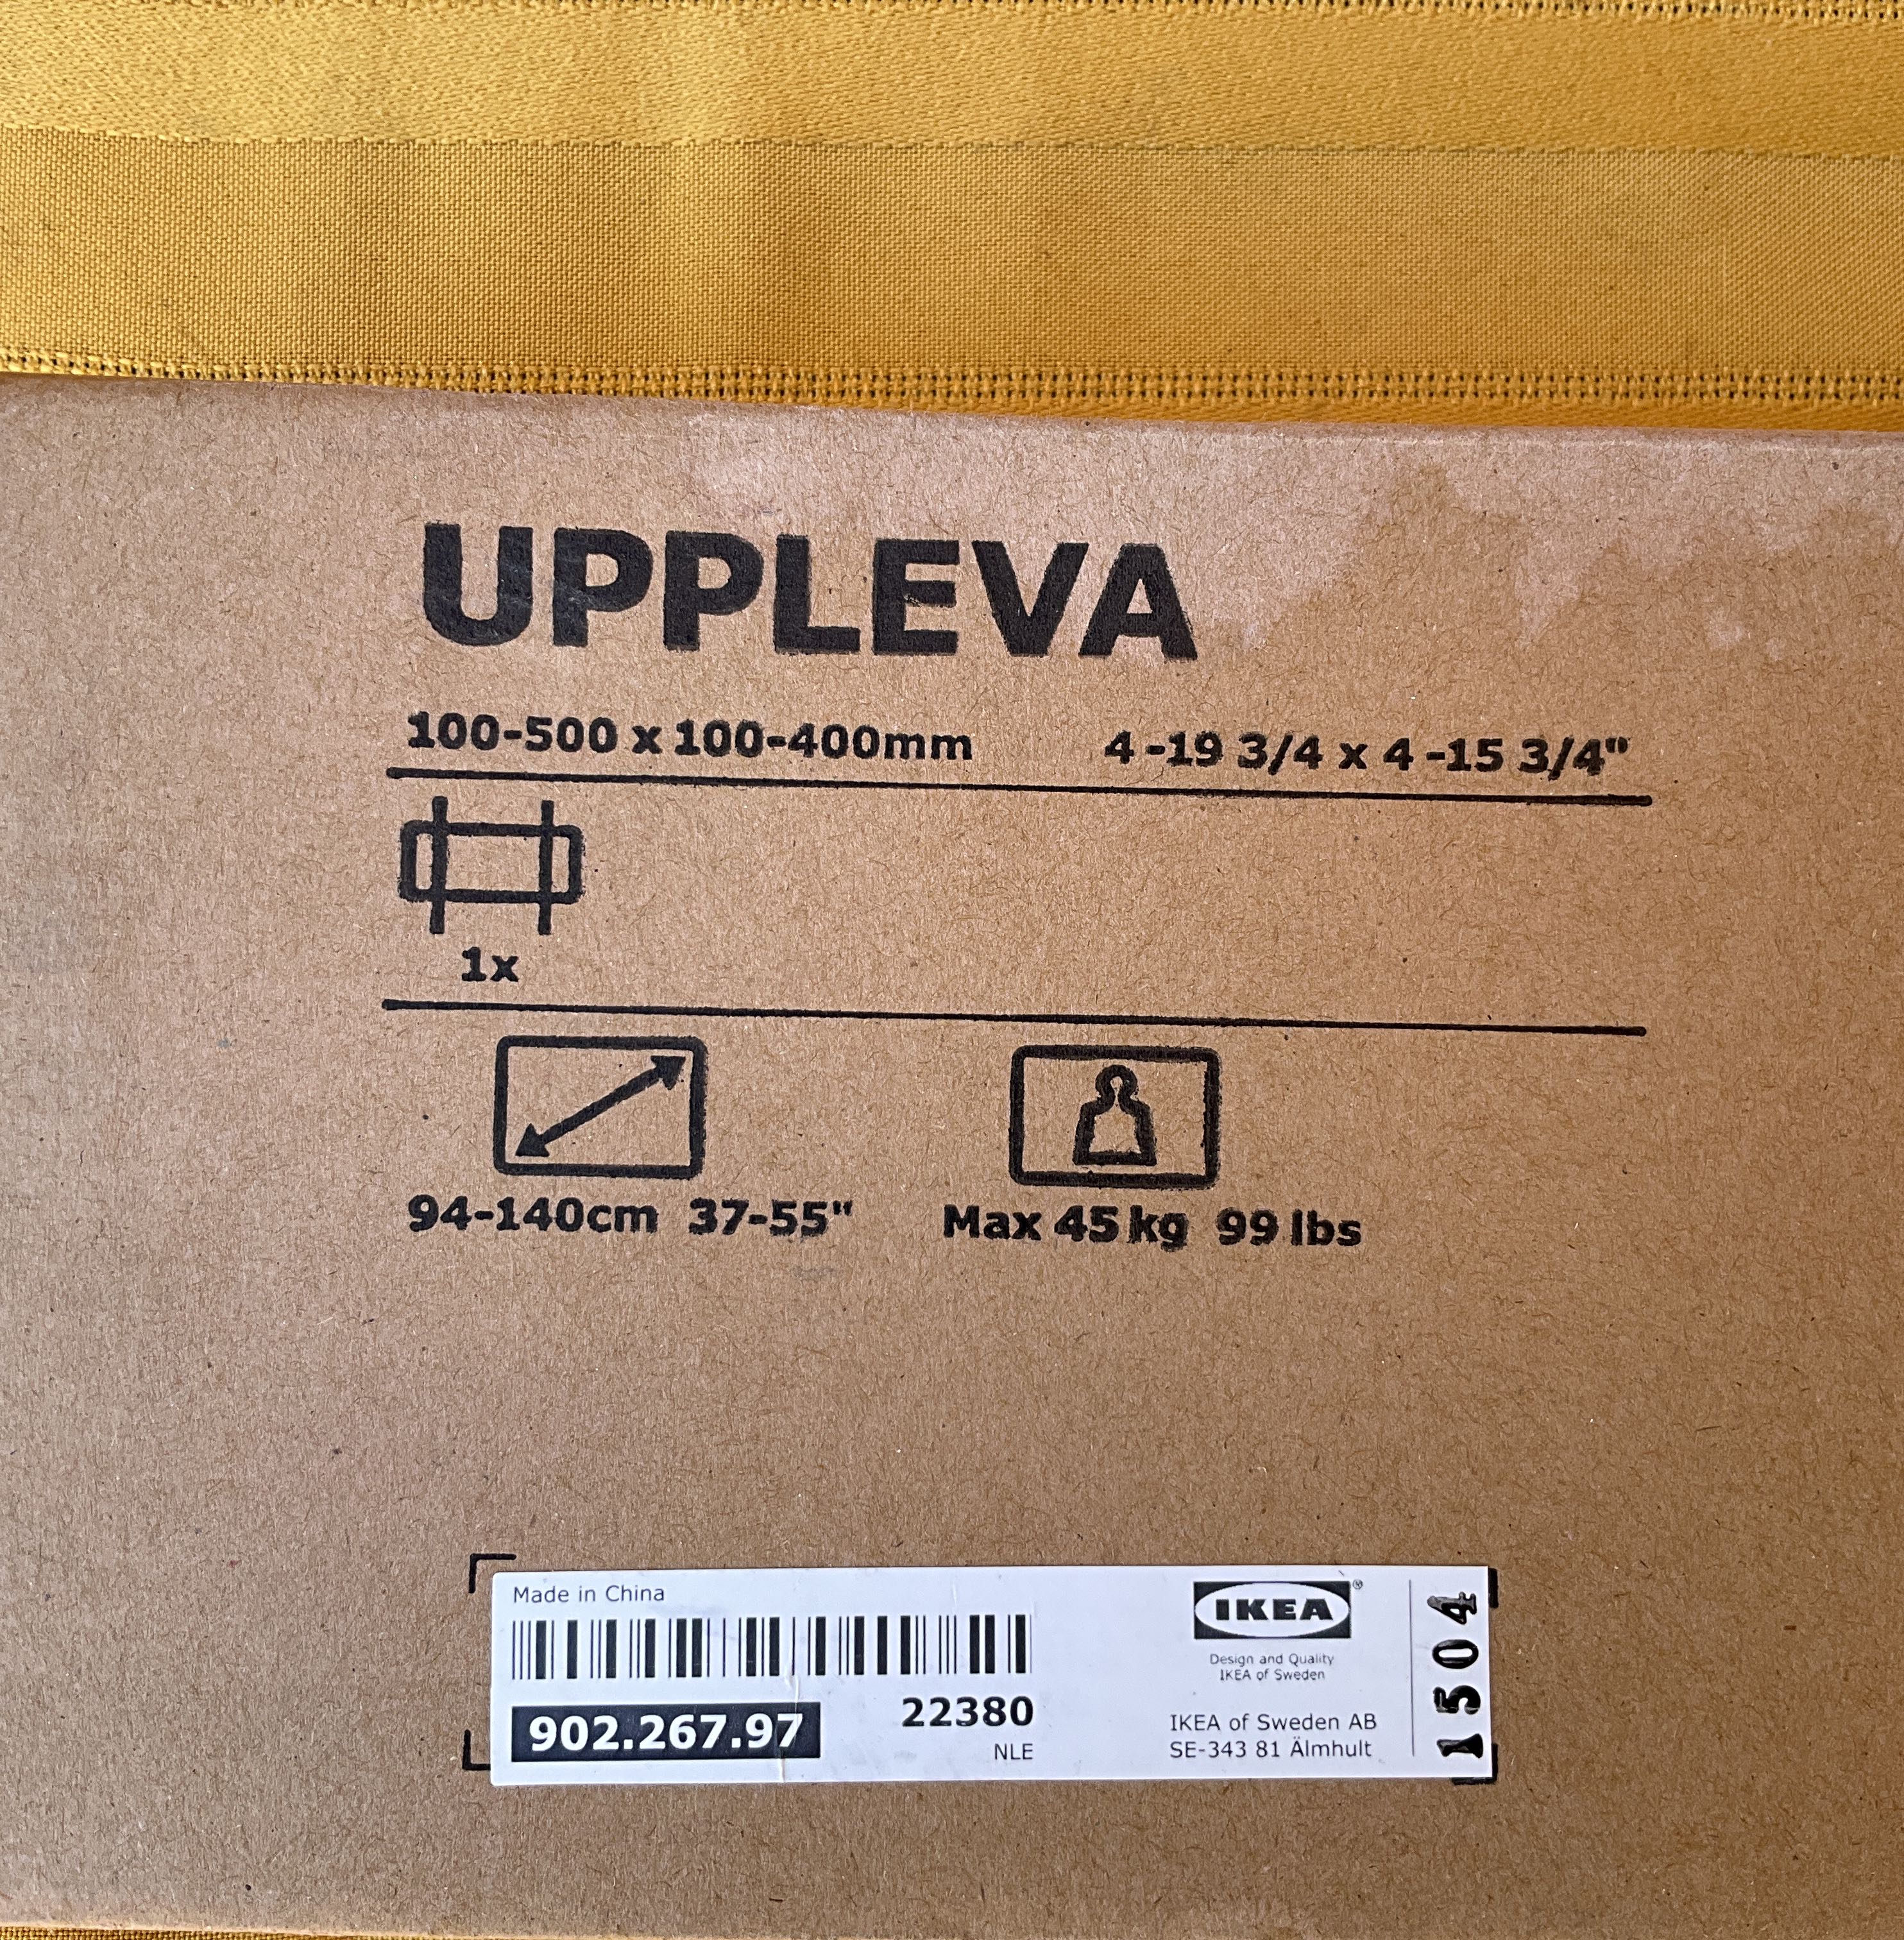 UPPLEVA
100-500 x 100-400mm 4-19 3/4 x 4-15 3/4"
1x
94-140cm 37-55" Max 45 kg 99 lbs
Made in China
902.267.97
22380
NLE
IKEA®
Design and Quality
IKEA of Sweden
IKEA of Sweden AB
SE-343 81 Älmhult
1504